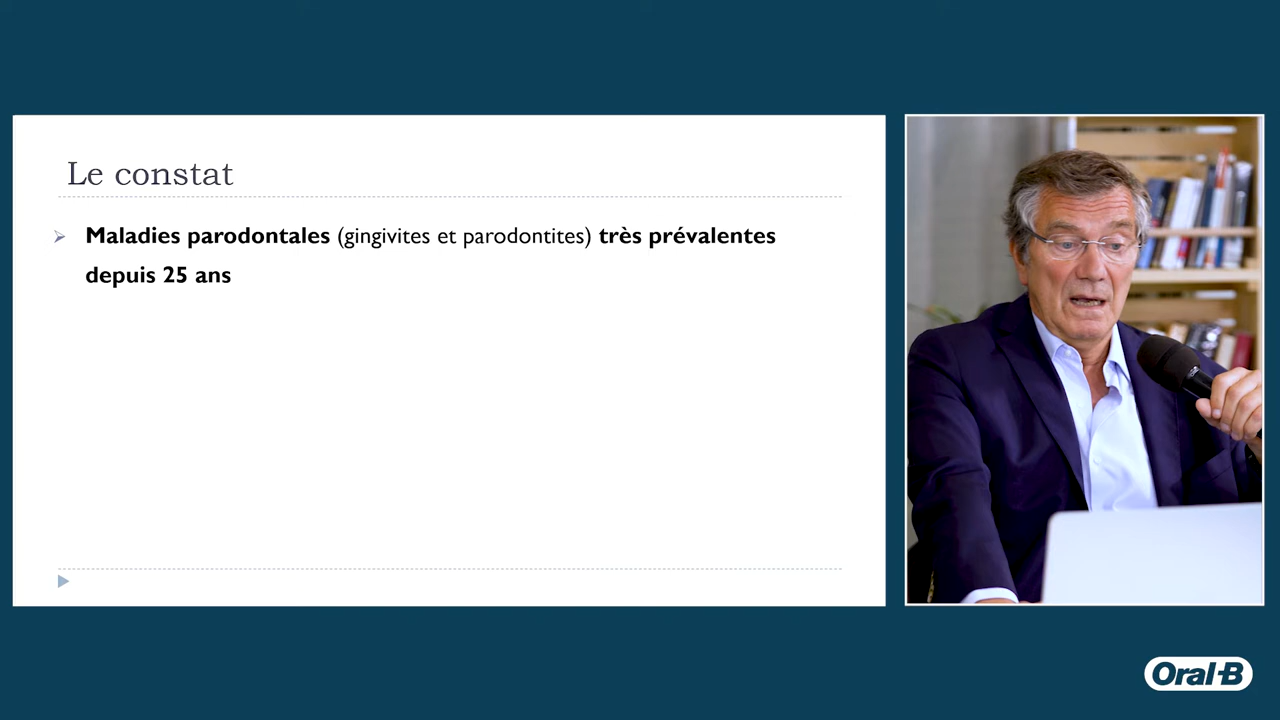 Le constat
Maladies parodontales (gingivites et parodontites) très prévalentes
depuis 25 ans
Oral-B